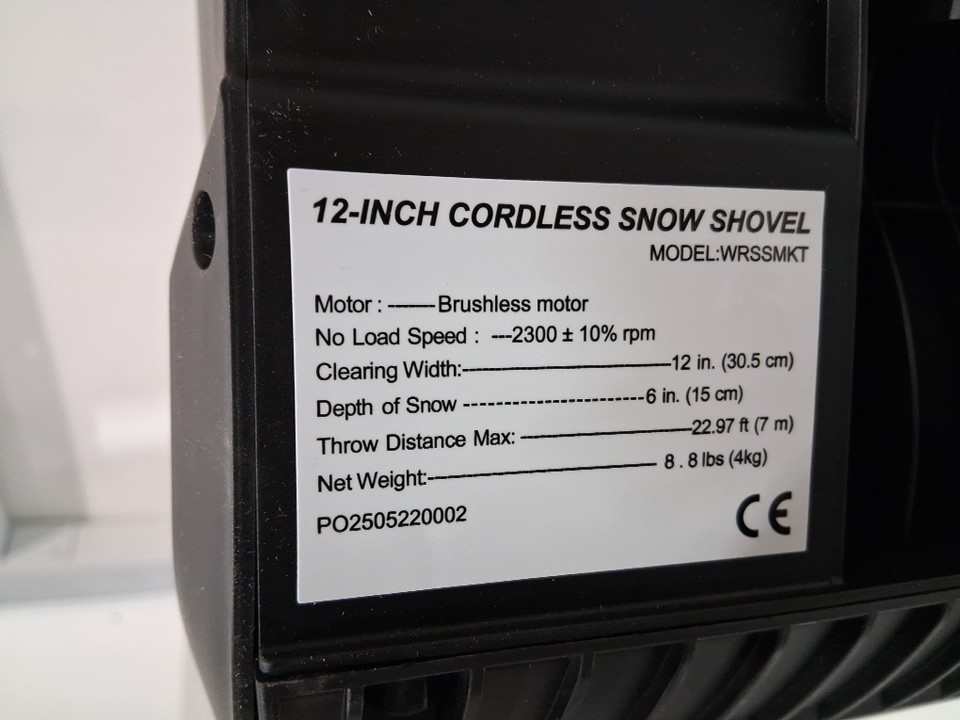 12-INCH CORDLESS SNOW SHOVEL
MODEL:WRSSMKT
Motor : -------Brushless motor
No Load Speed : ---2300 ± 10% rpm
Clearing Width:-----------------------------12 in. (30.5 cm)
Depth of Snow ----------------------6 in. (15 cm)
Throw Distance Max: ------------------------22.97 ft (7 m)
Net Weight:-------------------------------- 8 . 8 lbs (4kg)
PO2505220002
CE